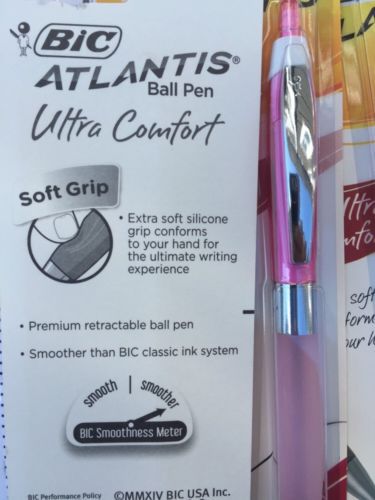 BIC
ATLANTIS®
Ball Pen
Ultra Comfort
Soft Grip
• Extra soft silicone
grip conforms
to your hand for
the ultimate writing
experience
• Premium retractable ball pen
• Smoother than BIC classic ink system
smooth | smoother
BIC Smoothness Meter
BIC Performance Policy
©MMXIV BIC USA Inc.
Ultra
soft